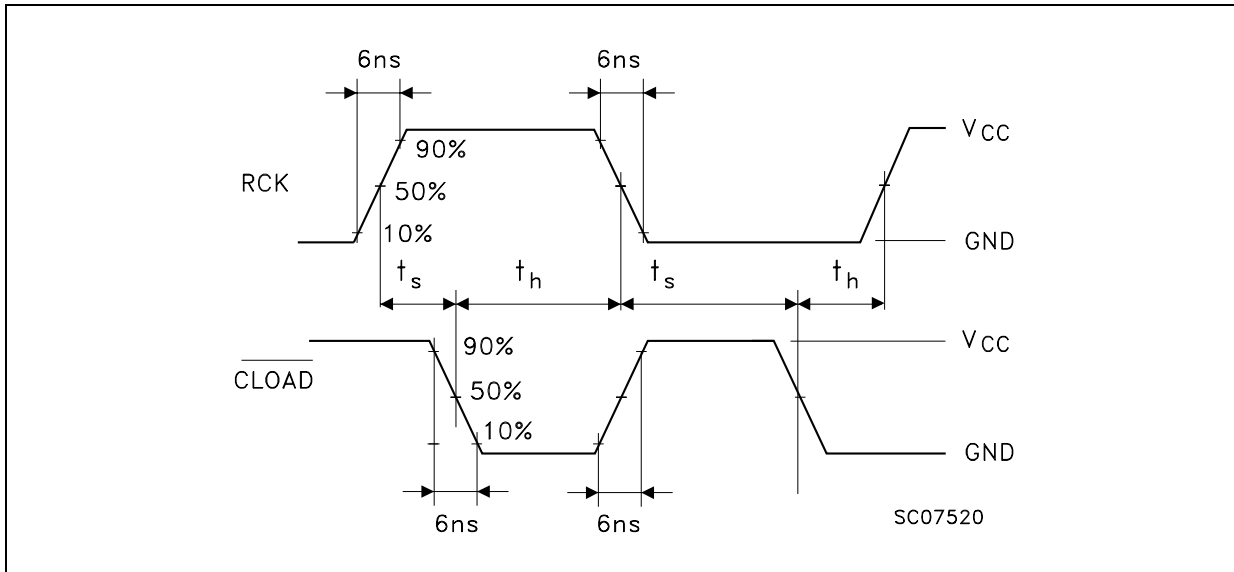 6ns 6ns
VCC
90%
RCK 50%
10%
GND
ts th ts th
90% VCC
CLOAD
50%
10%
GND
6ns 6ns
SC07520